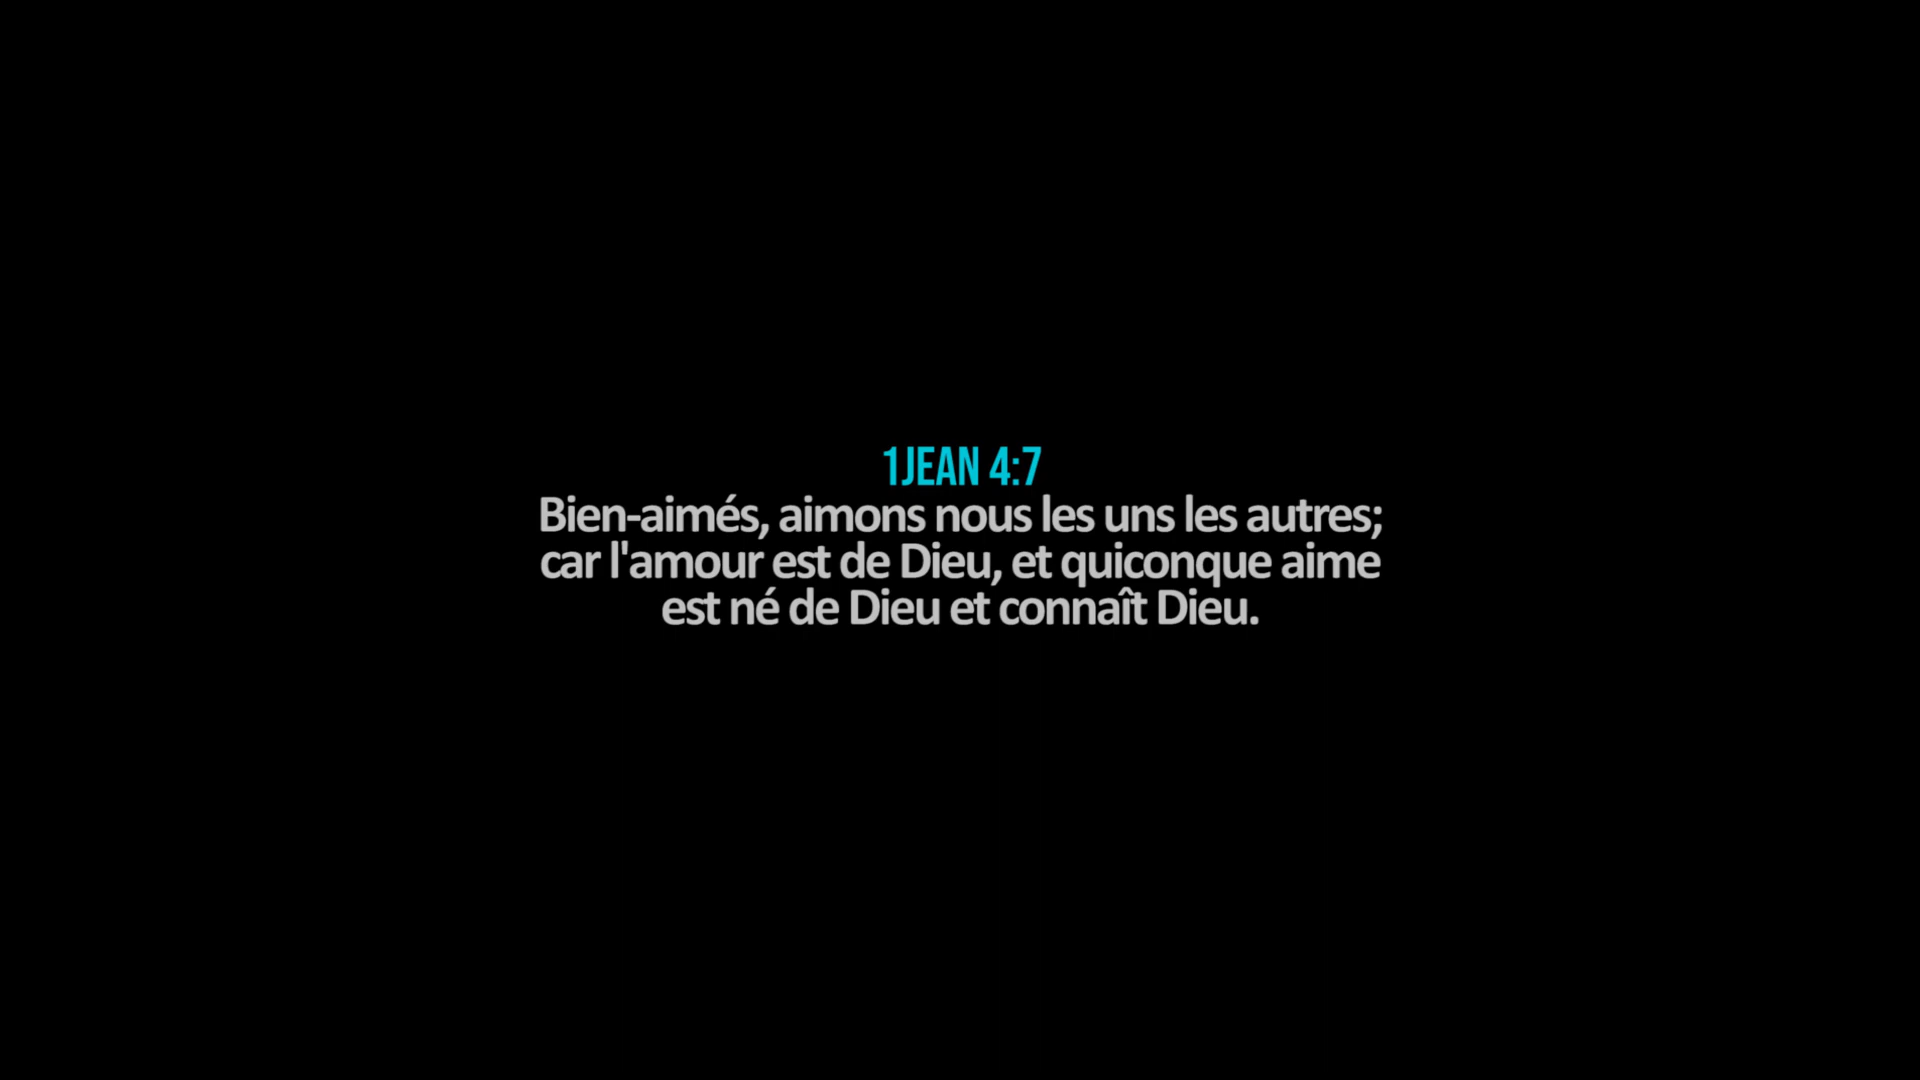 1JEAN 4:7
Bien-aimés, aimons nous les uns les autres;
car l'amour est de Dieu, et quiconque aime
est né de Dieu et connaît Dieu.